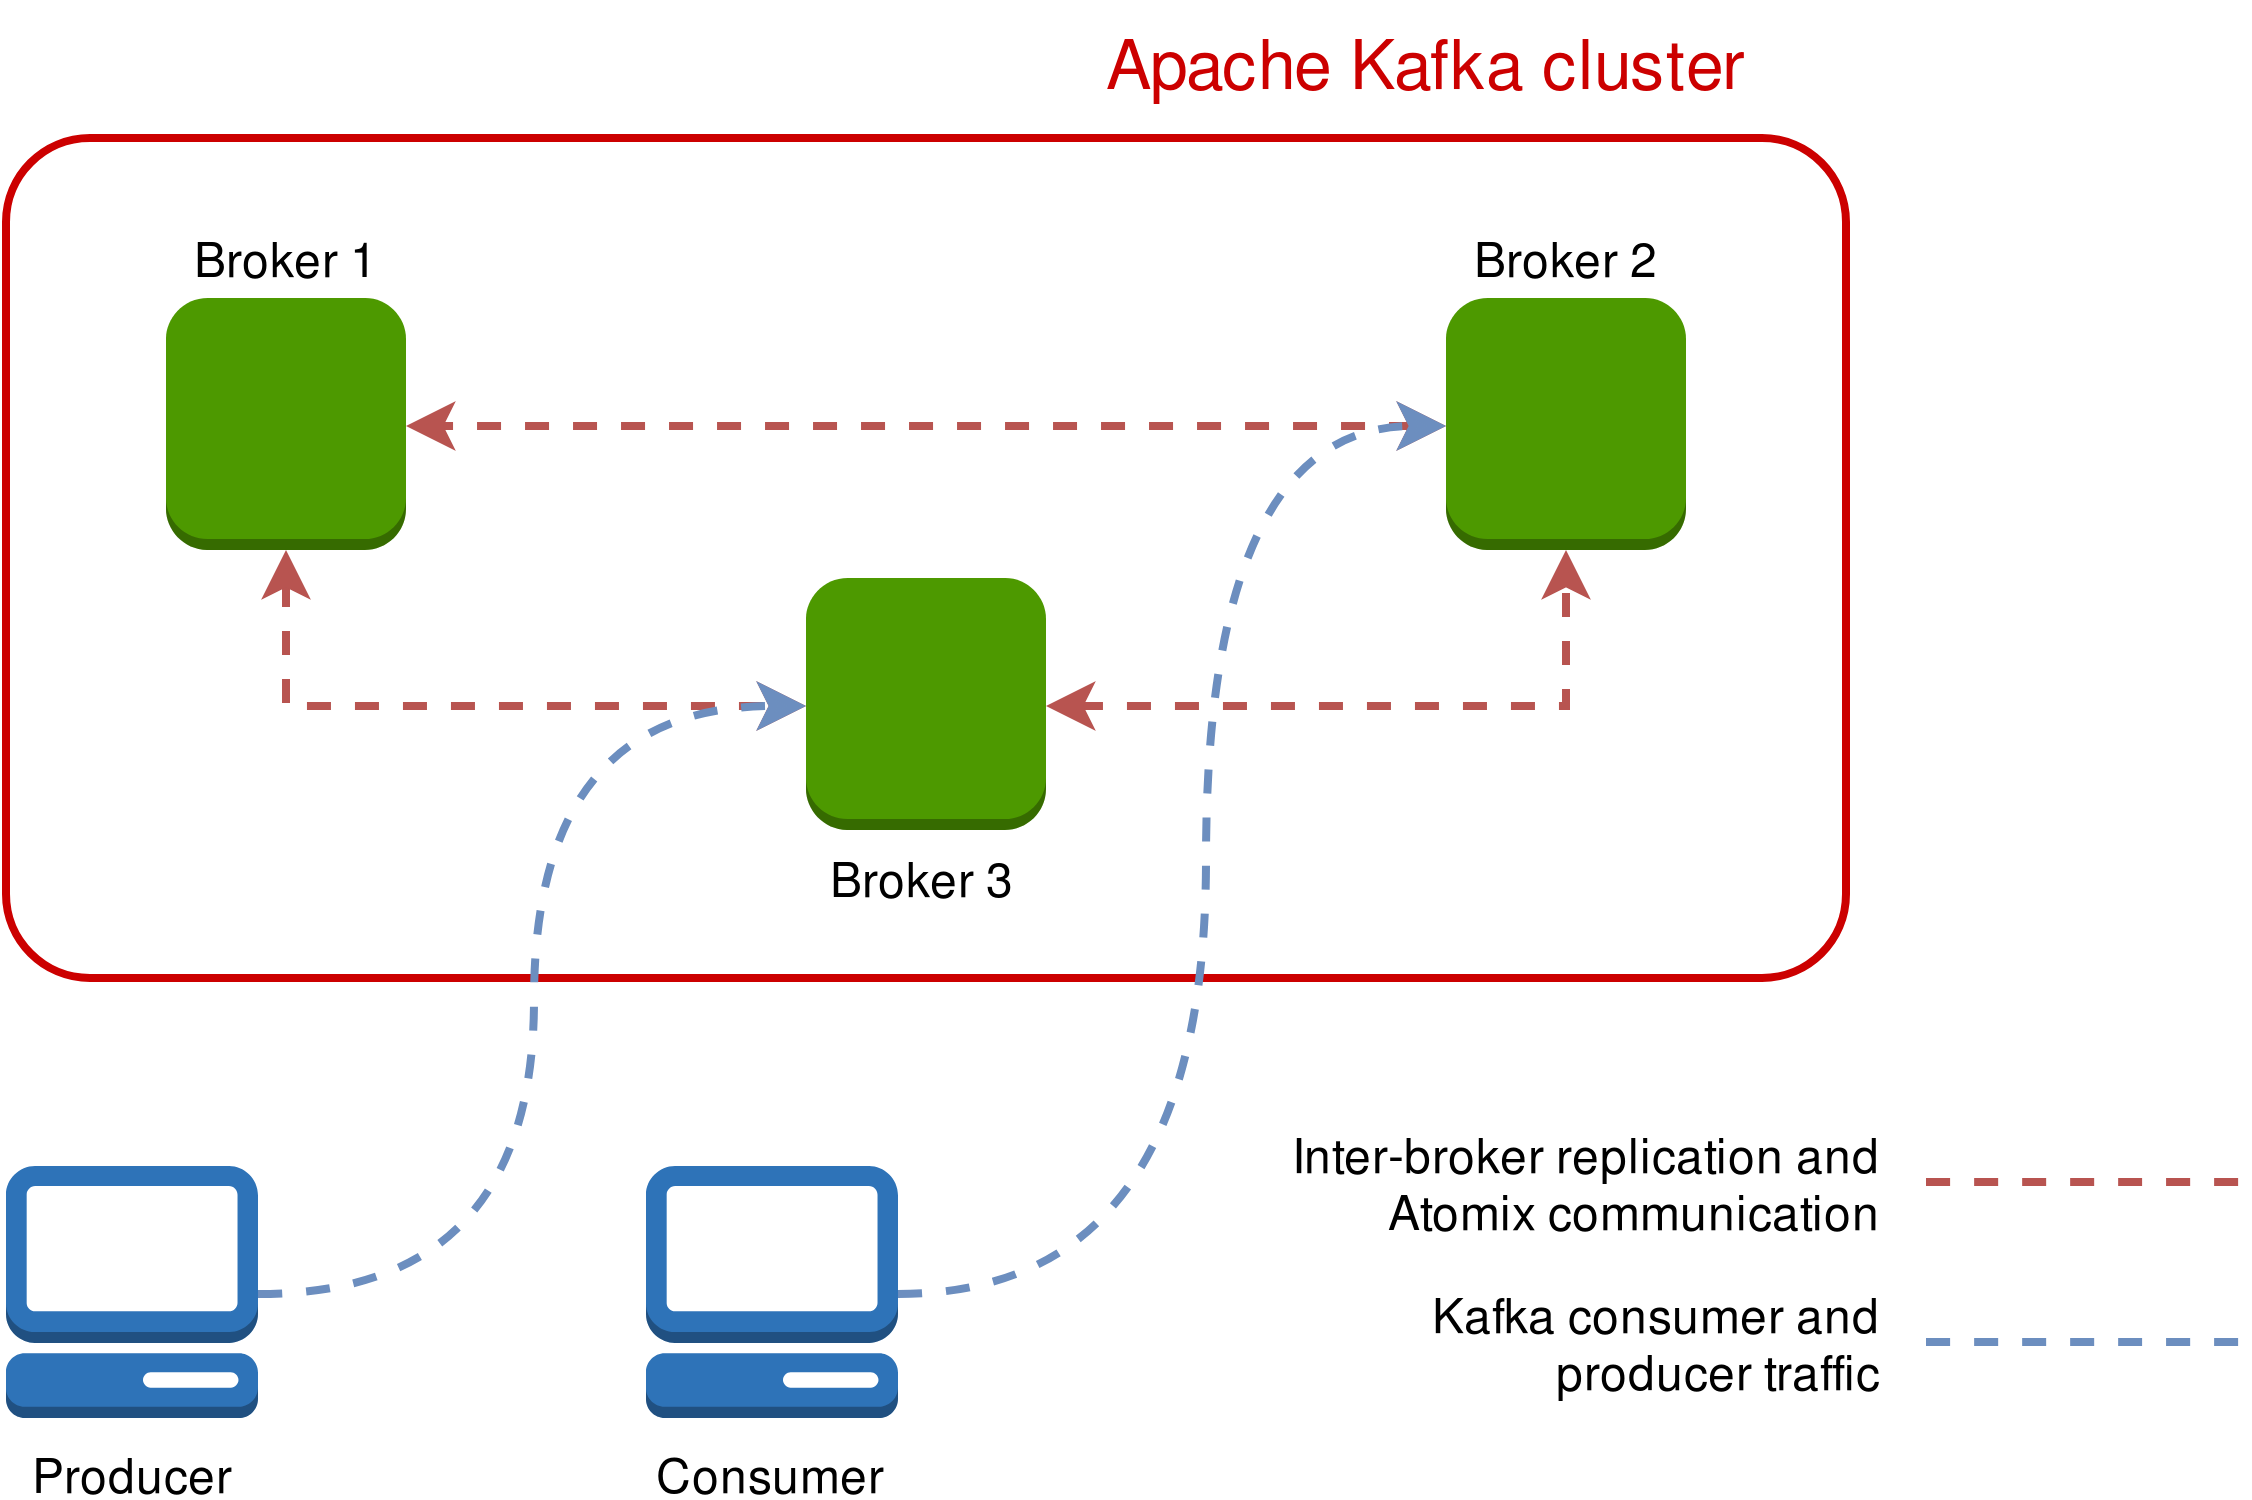 Apache Kafka cluster
Broker 1
Broker 2
Broker 3
Inter-broker replication and
Atomix communication
Kafka consumer and
producer traffic
Producer
Consumer